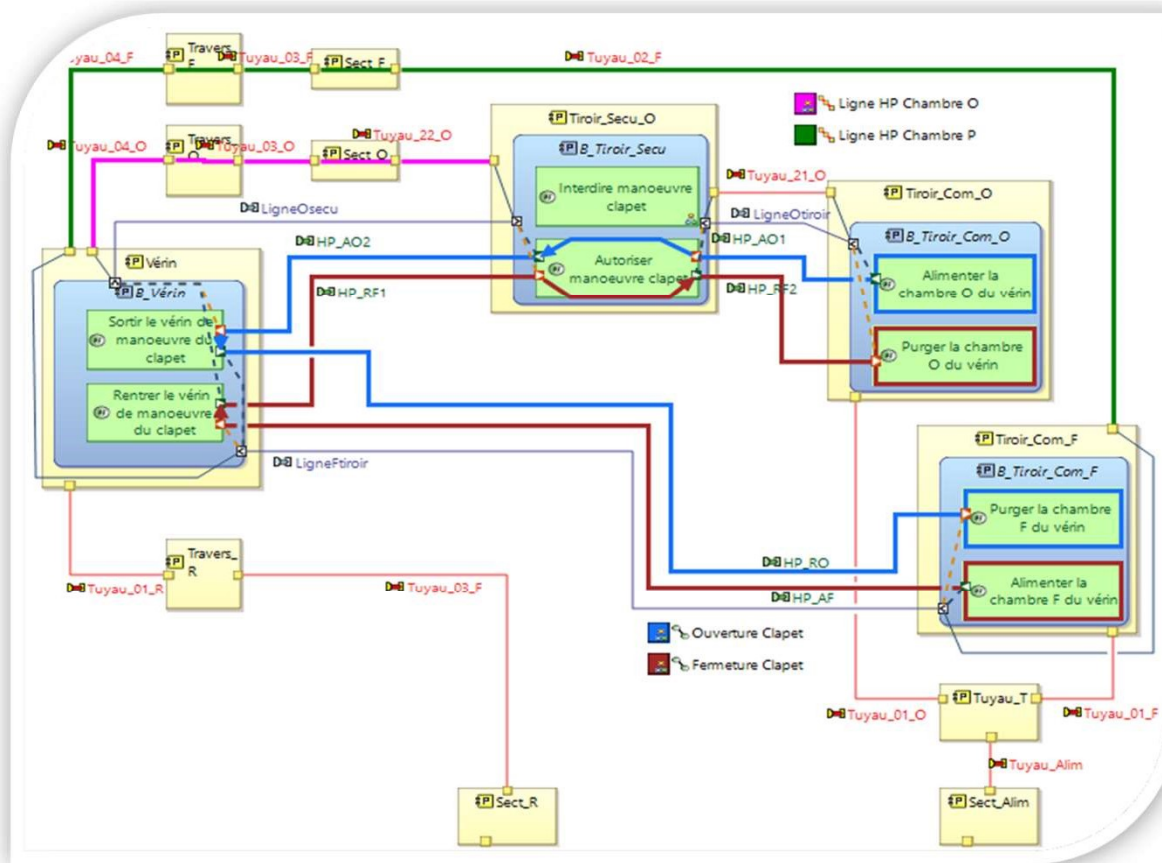 Tuyau_04_F
Travers_
F
Tuyau_03_F
Sect_F
Tuyau_02_F
Ligne HP Chambre O
Ligne HP Chambre P
Tuyau_04_O
Travers_
O
Tuyau_03_O
Sect_O
Tuyau_22_O
Tiroir_Secu_O
B_Tiroir_Secu
Interdire manoeuvre
clapet
Autoriser
manoeuvre clapet
Tuyau_21_O
Tiroir_Com_O
B_Tiroir_Com_O
Alimenter la
chambre O du vérin
Purger la chambre
O du vérin
LigneOsecu
LigneOtiroir
HP_AO2
HP_AO1
HP_RF1
HP_RF2
Vérin
B_Vérin
Sortir le vérin de
manoeuvre du
clapet
Rentrer le vérin
de manoeuvre
du clapet
LigneFtiroir
Tiroir_Com_F
B_Tiroir_Com_F
Purger la chambre
F du vérin
Alimenter la
chambre F du vérin
HP_RO
HP_AF
Travers_
R
Tuyau_01_R
Tuyau_03_F
Ouverture Clapet
Fermeture Clapet
Tuyau_T
Tuyau_01_O
Tuyau_01_F
Tuyau_Alim
Sect_R
Sect_Alim